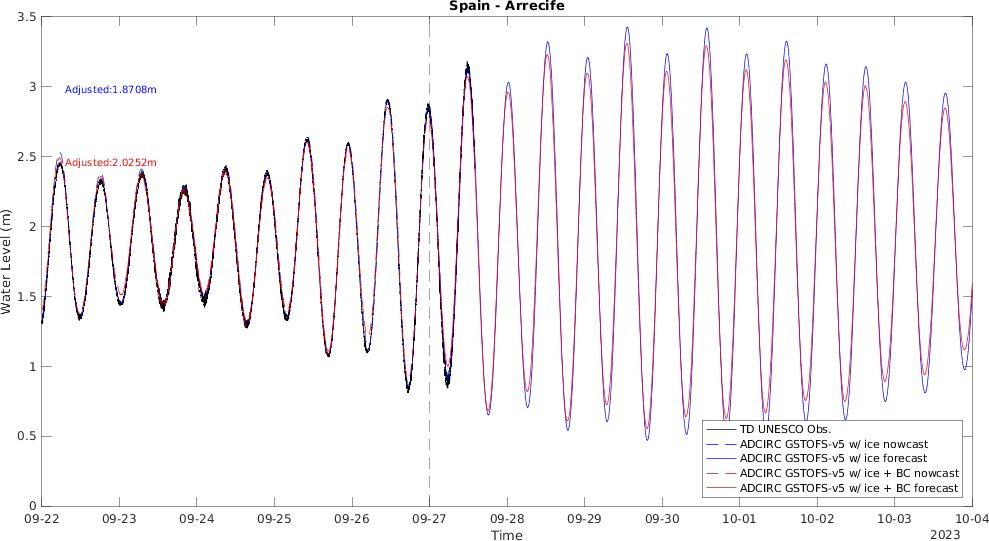 Spain - Arrecife
3.5
3
2.5
2
1.5
1
0.5
0
Water Level (m)
Adjusted:1.8708m
Adjusted:2.0252m
TD UNESCO Obs.
ADCIRC GSTOFS-v5 w/ ice nowcast
ADCIRC GSTOFS-v5 w/ ice forecast
ADCIRC GSTOFS-v5 w/ ice + BC nowcast
ADCIRC GSTOFS-v5 w/ ice + BC forecast
09-22 09-23 09-24 09-25 09-26 09-27 09-28 09-29 09-30 10-01 10-02 10-03 10-04
Time
2023